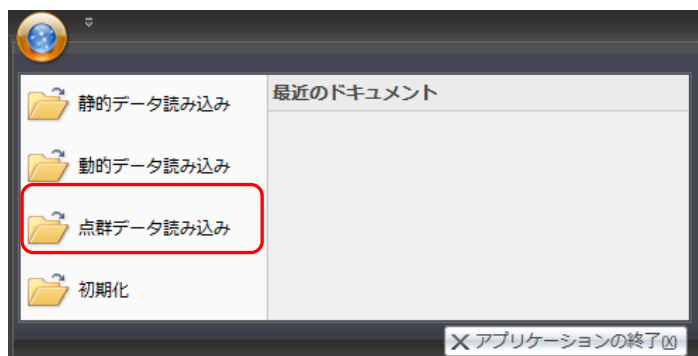 静的データ読み込み
最近のドキュメント
動的データ読み込み
点群データ読み込み
初期化
アプリケーションの終了(X)